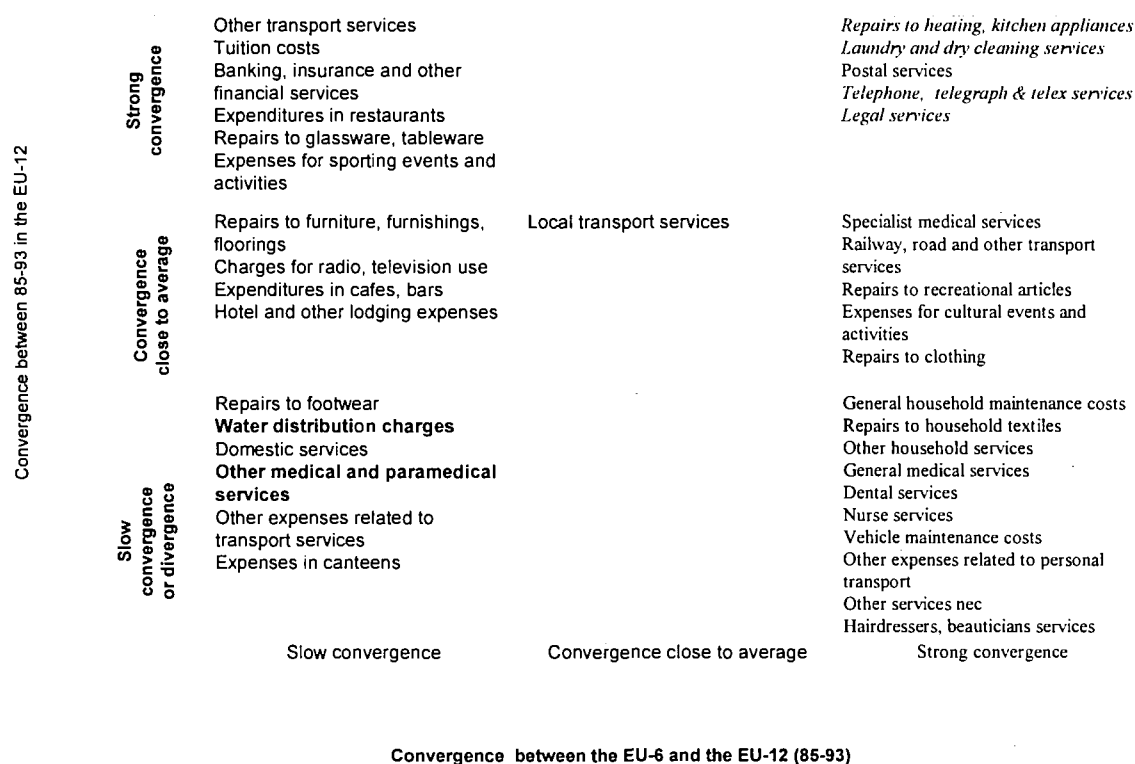 Convergence between 85-93 in the EU-12
Strong
convergence
Other transport services
Tuition costs
Banking, insurance and other
financial services
Expenditures in restaurants
Repairs to glassware, tableware
Expenses for sporting events and
activities
Repairs to heating, kitchen appliances
Laundry and dry cleaning services
Postal services
Telephone, telegraph & telex services
Legal services
Convergence
close to average
Repairs to furniture, furnishings,
floorings
Charges for radio, television use
Expenditures in cafes, bars
Hotel and other lodging expenses
Local transport services
Specialist medical services
Railway, road and other transport
services
Repairs to recreational articles
Expenses for cultural events and
activities
Repairs to clothing
Slow
convergence
or divergence
Repairs to footwear
Water distribution charges
Domestic services
Other medical and paramedical
services
Other expenses related to
transport services
Expenses in canteens
General household maintenance costs
Repairs to household textiles
Other household services
General medical services
Dental services
Nurse services
Vehicle maintenance costs
Other expenses related to personal
transport
Other services nec
Hairdressers, beauticians services
Slow convergence
Convergence close to average
Strong convergence
Convergence between the EU-6 and the EU-12 (85-93)